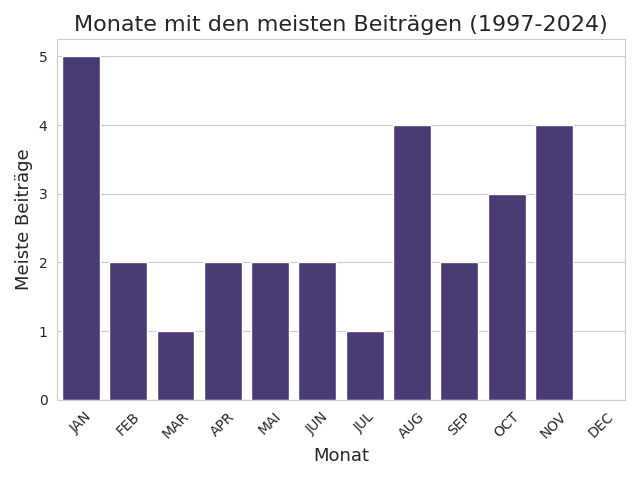 Monate mit den meisten Beiträgen (1997-2024)
Meiste Beiträge
5
4
3
2
1
0
JAN FEB MAR APR MAI JUN JUL AUG SEP OCT NOV DEC
Monat